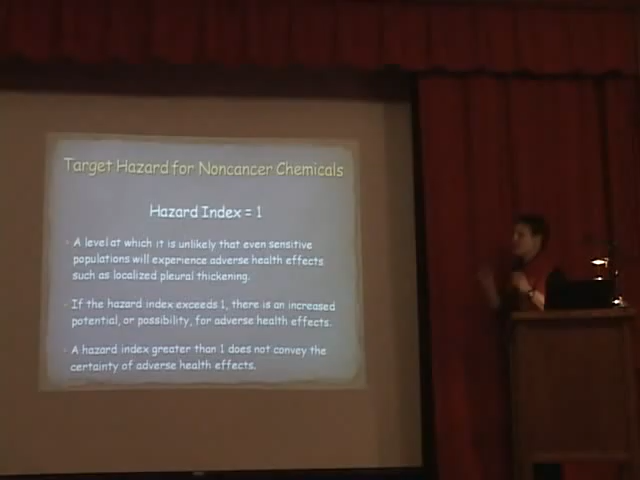 Target Hazard for Noncancer Chemicals
Hazard Index = 1
• A level at which it is unlikely that even sensitive
populations will experience adverse health effects
such as localized pleural thickening.
• If the hazard index exceeds 1, there is an increased
potential, or possibility, for adverse health effects.
• A hazard index greater than 1 does not convey the
certainty of adverse health effects.